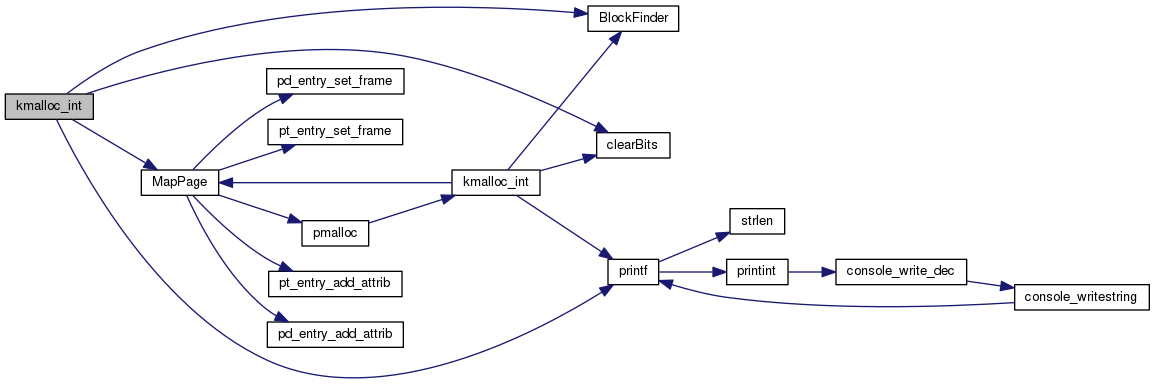 BlockFinder
pd_entry_set_frame
kmalloc_int
pt_entry_set_frame
clearBits
MapPage
kmalloc_int
strlen
pmalloc
printf
printint
console_write_dec
pt_entry_add_attrib
console_writestring
pd_entry_add_attrib